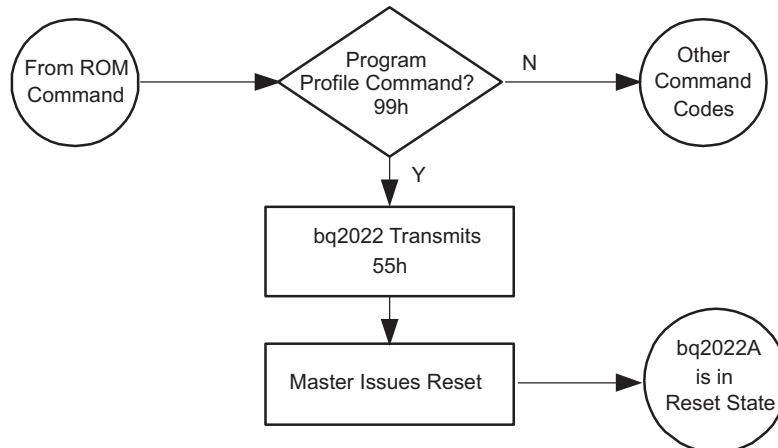 From ROM
Command
Program
Profile Command?
99h
N
Other
Command
Codes
Y
bq2022 Transmits
55h
Master Issues Reset
bq2022A
is in
Reset State